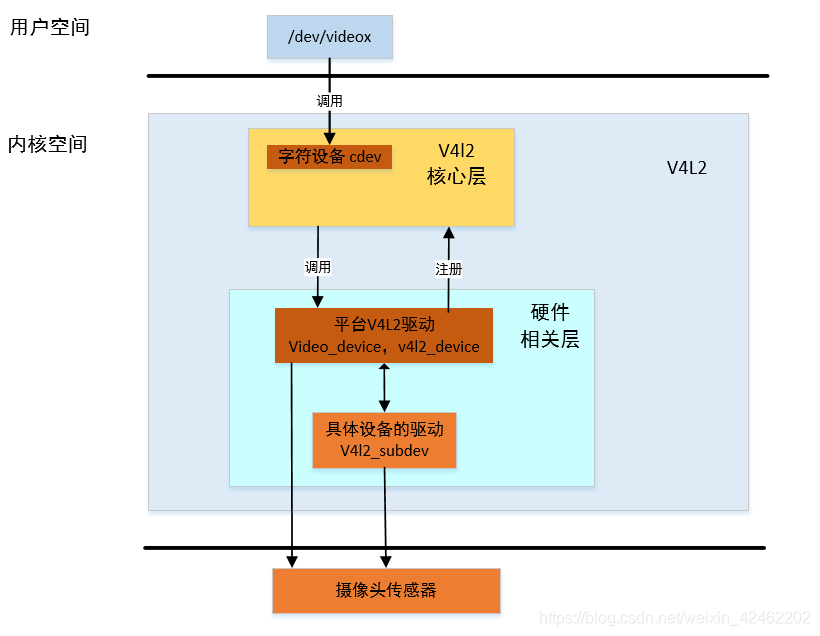 用户空间
/dev/videox
调用
内核空间
字符设备 cdev
V4l2
核心层
V4L2
调用
注册
平台V4L2驱动
Video_device，v4l2_device
硬件
相关层
具体设备的驱动
V4l2_subdev
摄像头传感器
https://blog.csdn.net/weixin_42462202